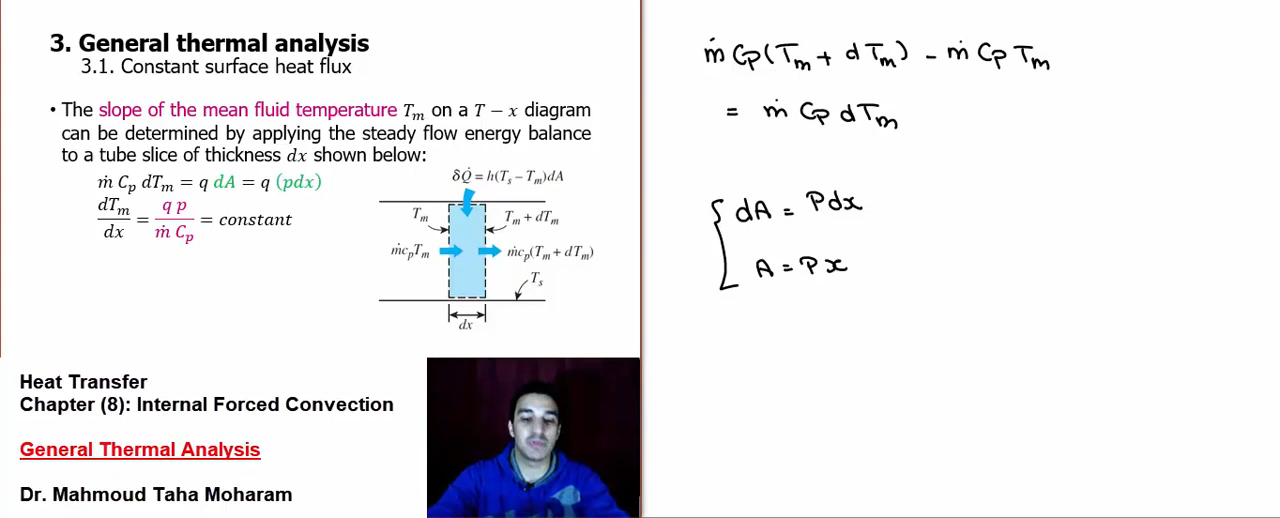 3. General thermal analysis
3.1. Constant surface heat flux
• The slope of the mean fluid temperature Tₘ on a T − x diagram
can be determined by applying the steady flow energy balance
to a tube slice of thickness dx shown below:
ṁ Cₚ dTₘ = q dA = q (pdx)
dTₘ/dx = q p/ṁ Cₚ = constant
δQ̇ = h(Tₛ − Tₘ)dA
Tₘ
Tₘ + dTₘ
ṁcₚTₘ
ṁcₚ(Tₘ + dTₘ)
Tₛ
dx
Heat Transfer
Chapter (8): Internal Forced Convection
General Thermal Analysis
Dr. Mahmoud Taha Moharam
ṁ Cp(Tₘ + dTₘ) − ṁ Cp Tₘ
= ṁ Cp dTₘ
dA = Pdx
A = Px